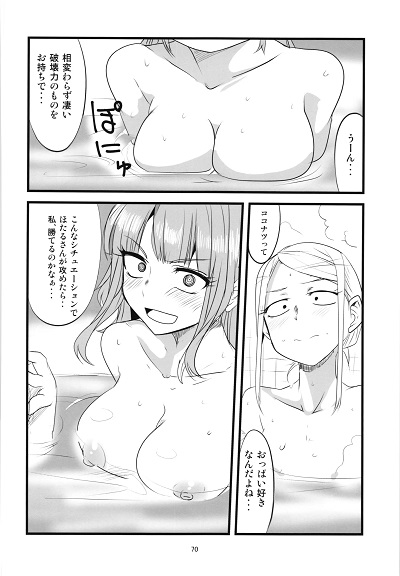 うーん・・・
相変わらず凄い
破壊力のものを
お持ちで・・・
ぽにゅ
ココナツって
おっぱい好き
なんだよね・・・
こんなシチュエーションで
ほたるさんが攻めたら・・
私、勝てるのかなぁ・・・
70